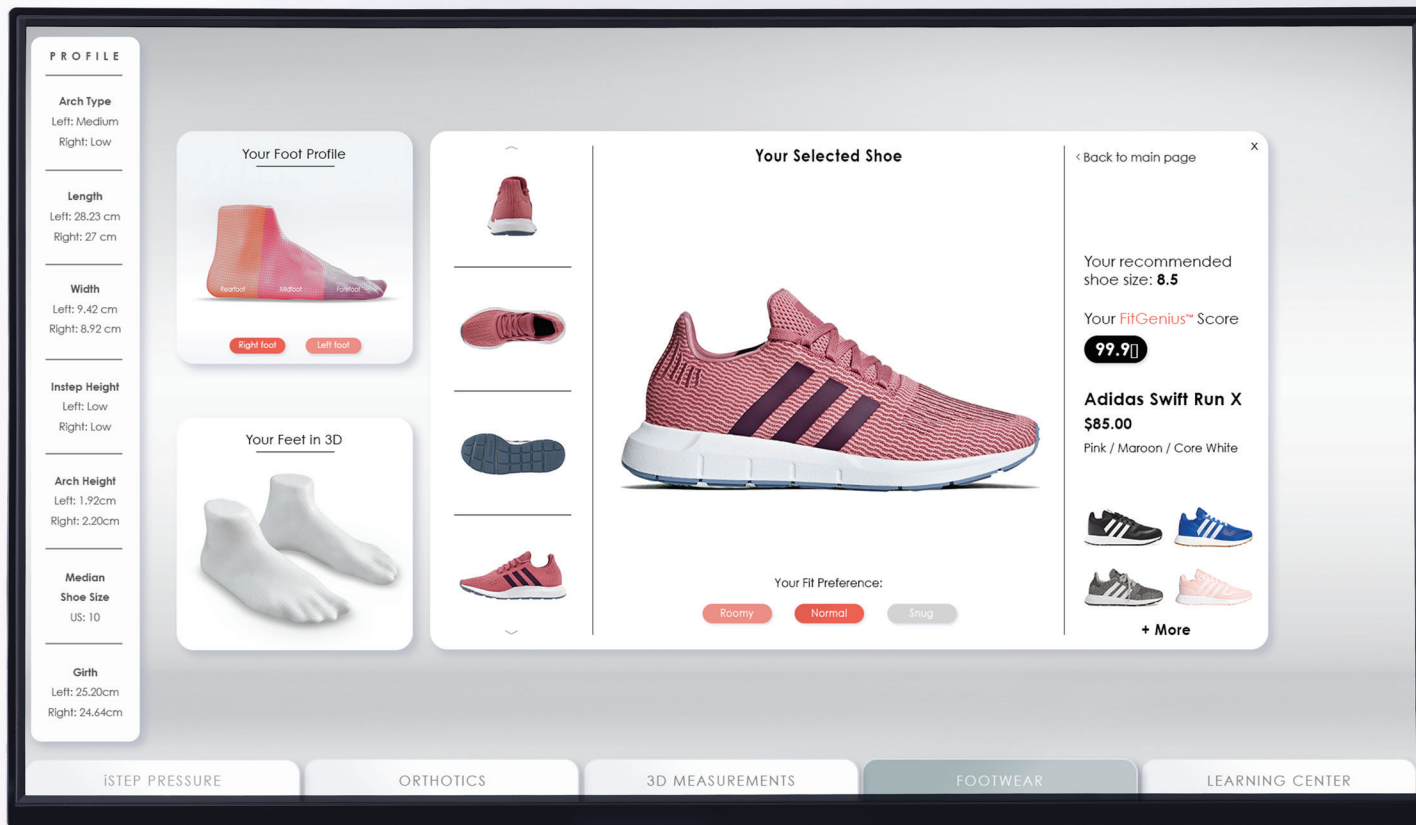 PROFILE
Arch Type
Left: Medium
Right: Low
Length
Left: 28.23 cm
Right: 27 cm
Width
Left: 9.42 cm
Right: 8.92 cm
Instep Height
Left: Low
Right: Low
Arch Height
Left: 1.92cm
Right: 2.20cm
Median
Shoe Size
US: 10
Girth
Left: 25.20cm
Right: 24.64cm
Your Foot Profile
Rearfoot Midfoot Forefoot
Right foot Left foot
Your Feet in 3D
Your Selected Shoe
Your Fit Preference:
Roomy Normal Snug
X
‹ Back to main page
Your recommended
shoe size: 8.5
Your FitGenius™ Score
99.9▯
Adidas Swift Run X
$85.00
Pink / Maroon / Core White
+ More
iSTEP PRESSURE ORTHOTICS 3D MEASUREMENTS FOOTWEAR LEARNING CENTER